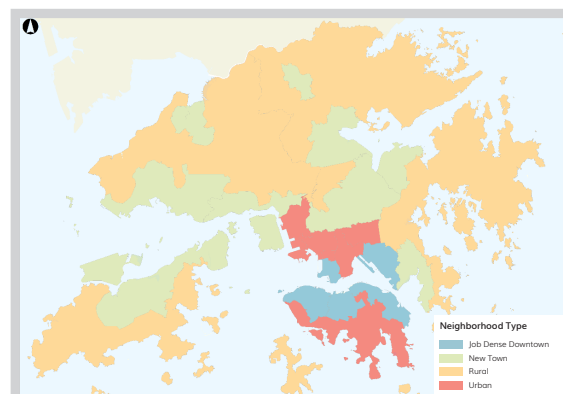 Neighborhood Type
Job Dense Downtown
New Town
Rural
Urban